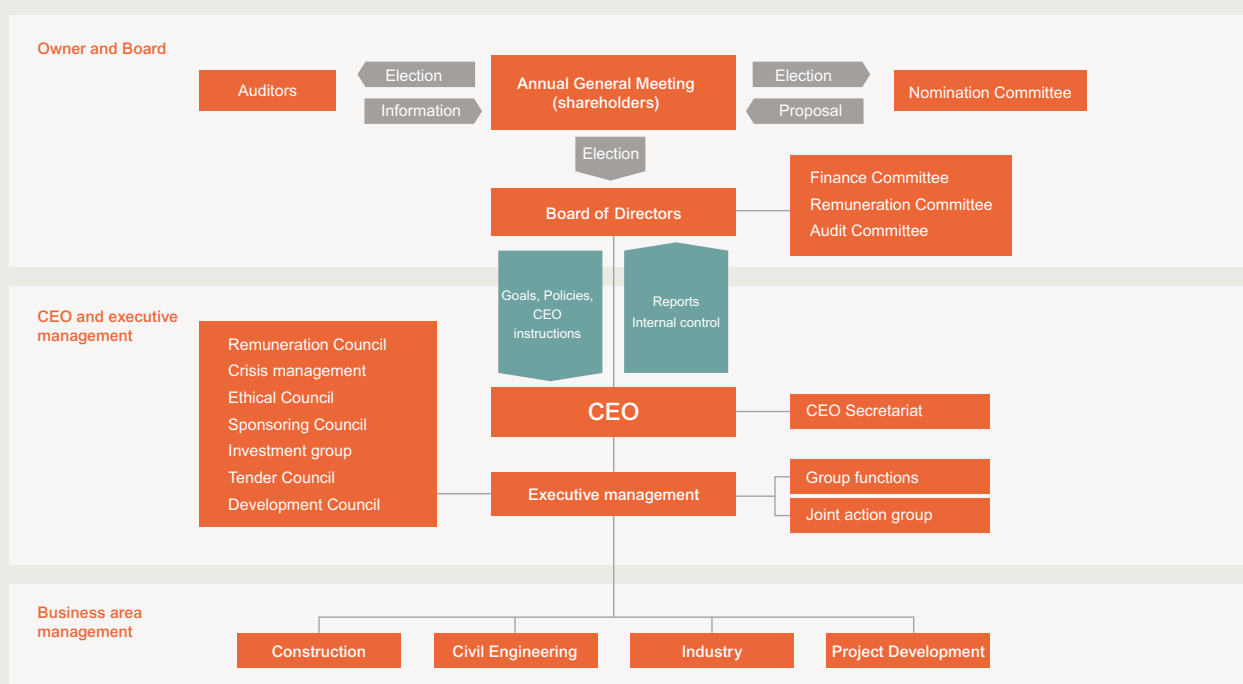 Owner and Board
Auditors
Election
Information
Annual General Meeting
(shareholders)
Election
Proposal
Nomination Committee
Election
Board of Directors
Finance Committee
Remuneration Committee
Audit Committee
Goals, Policies,
CEO
instructions
Reports
Internal control
CEO and executive
management
Remuneration Council
Crisis management
Ethical Council
Sponsoring Council
Investment group
Tender Council
Development Council
CEO
CEO Secretariat
Executive management
Group functions
Joint action group
Business area
management
Construction
Civil Engineering
Industry
Project Development